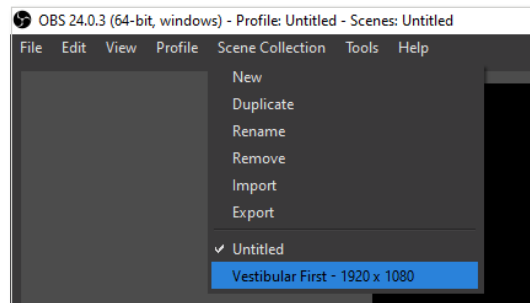 OBS 24.0.3 (64-bit, windows) - Profile: Untitled - Scenes: Untitled
File Edit View Profile Scene Collection Tools Help
New
Duplicate
Rename
Remove
Import
Export
✓ Untitled
Vestibular First - 1920 x 1080